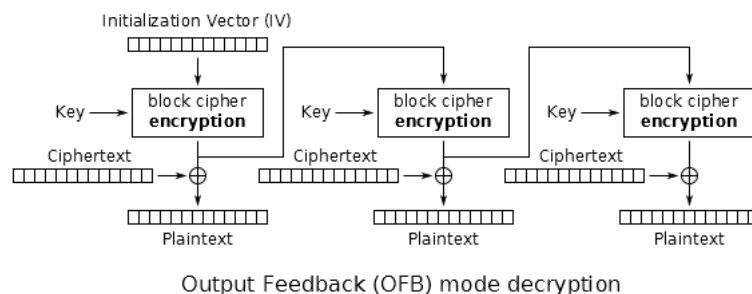 Initialization Vector (IV)
Key
block cipher
encryption
Key
block cipher
encryption
Key
block cipher
encryption
Ciphertext
Ciphertext
Ciphertext
Plaintext
Plaintext
Plaintext
Output Feedback (OFB) mode decryption